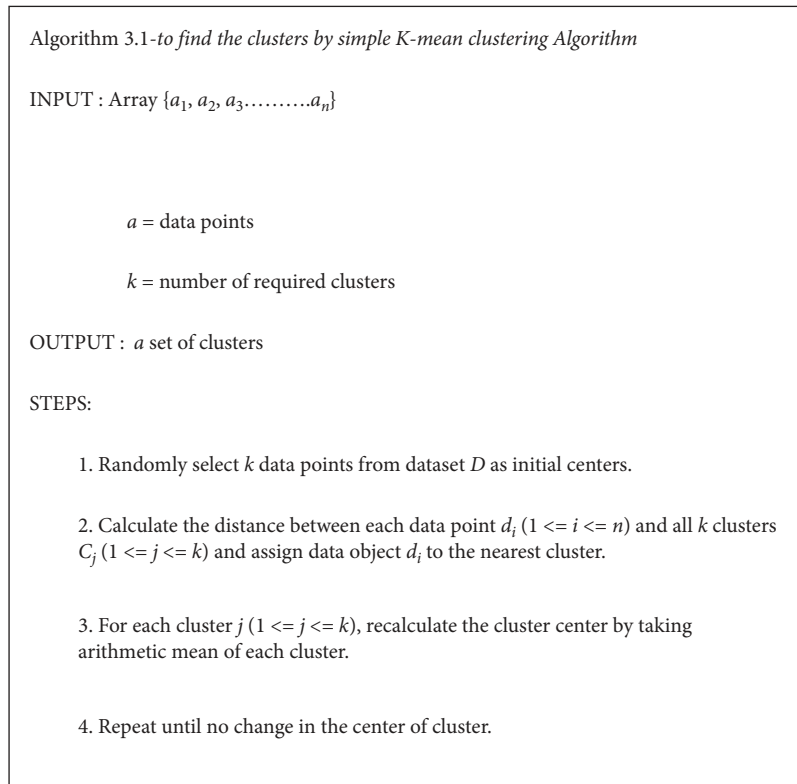 Algorithm 3.1-to find the clusters by simple K-mean clustering Algorithm
INPUT : Array {a1, a2, a3……….an}
a = data points
k = number of required clusters
OUTPUT : a set of clusters
STEPS:
1. Randomly select k data points from dataset D as initial centers.
2. Calculate the distance between each data point di (1 <= i <= n) and all k clusters
Cj (1 <= j <= k) and assign data object di to the nearest cluster.
3. For each cluster j (1 <= j <= k), recalculate the cluster center by taking
arithmetic mean of each cluster.
4. Repeat until no change in the center of cluster.